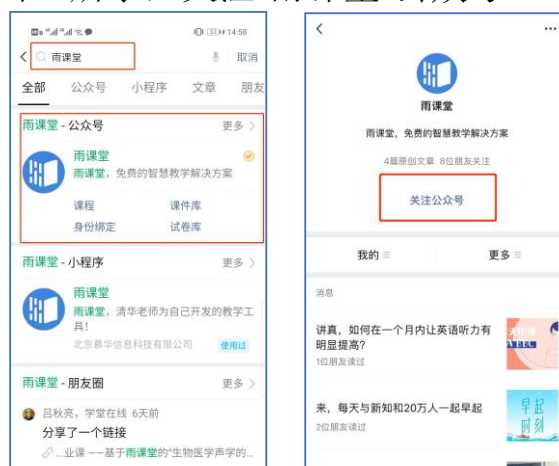 14:58
雨课堂
取消
全部 公众号 小程序 文章 朋友
雨课堂 - 公众号 更多 >
雨课堂
雨课堂，免费的智慧教学解决方案
课程 课件库
身份绑定 试卷库
雨课堂 - 小程序 更多 >
雨课堂
雨课堂，清华老师为自己开发的教学工
具！
北京慕华信息科技有限公司 使用过
雨课堂 - 朋友圈 更多 >
吕秋亮，学堂在线 6天前
分享了一个链接
...业课 ——基于雨课堂的“生物医学声学的...
雨课堂
雨课堂，免费的智慧教学解决方案
4篇原创文章 8位朋友关注
关注公众号
我的 更多
消息
讲真，如何在一个月内让英语听力有
明显提高？
1位朋友读过
来，每天与新知和20万人一起早起
2位朋友读过
早起
时刻